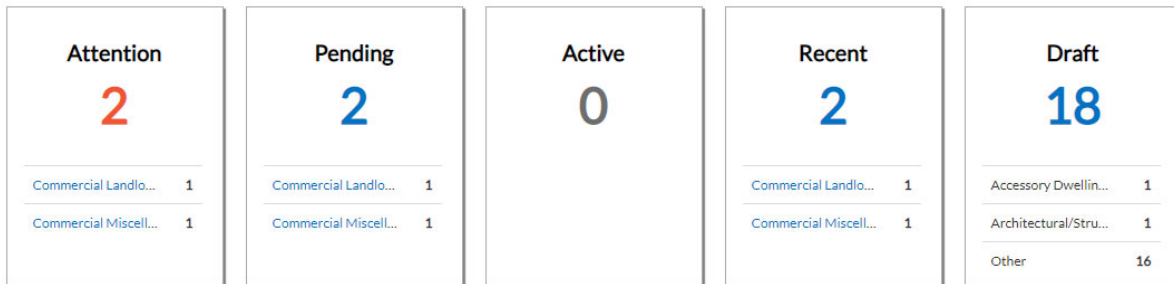 Attention
2
Commercial Landlo... 1
Commercial Miscell... 1
Pending
2
Commercial Landlo... 1
Commercial Miscell... 1
Active
0
Recent
2
Commercial Landlo... 1
Commercial Miscell... 1
Draft
18
Accessory Dwellin... 1
Architectural/Stru... 1
Other 16